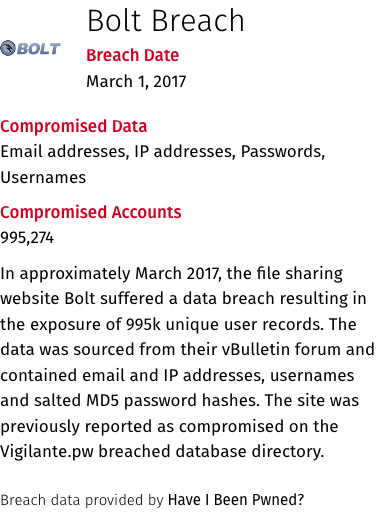 Bolt Breach
BOLT
Breach Date
March 1, 2017
Compromised Data
Email addresses, IP addresses, Passwords,
Usernames
Compromised Accounts
995,274
In approximately March 2017, the file sharing
website Bolt suffered a data breach resulting in
the exposure of 995k unique user records. The
data was sourced from their vBulletin forum and
contained email and IP addresses, usernames
and salted MD5 password hashes. The site was
previously reported as compromised on the
Vigilante.pw breached database directory.
Breach data provided by Have I Been Pwned?